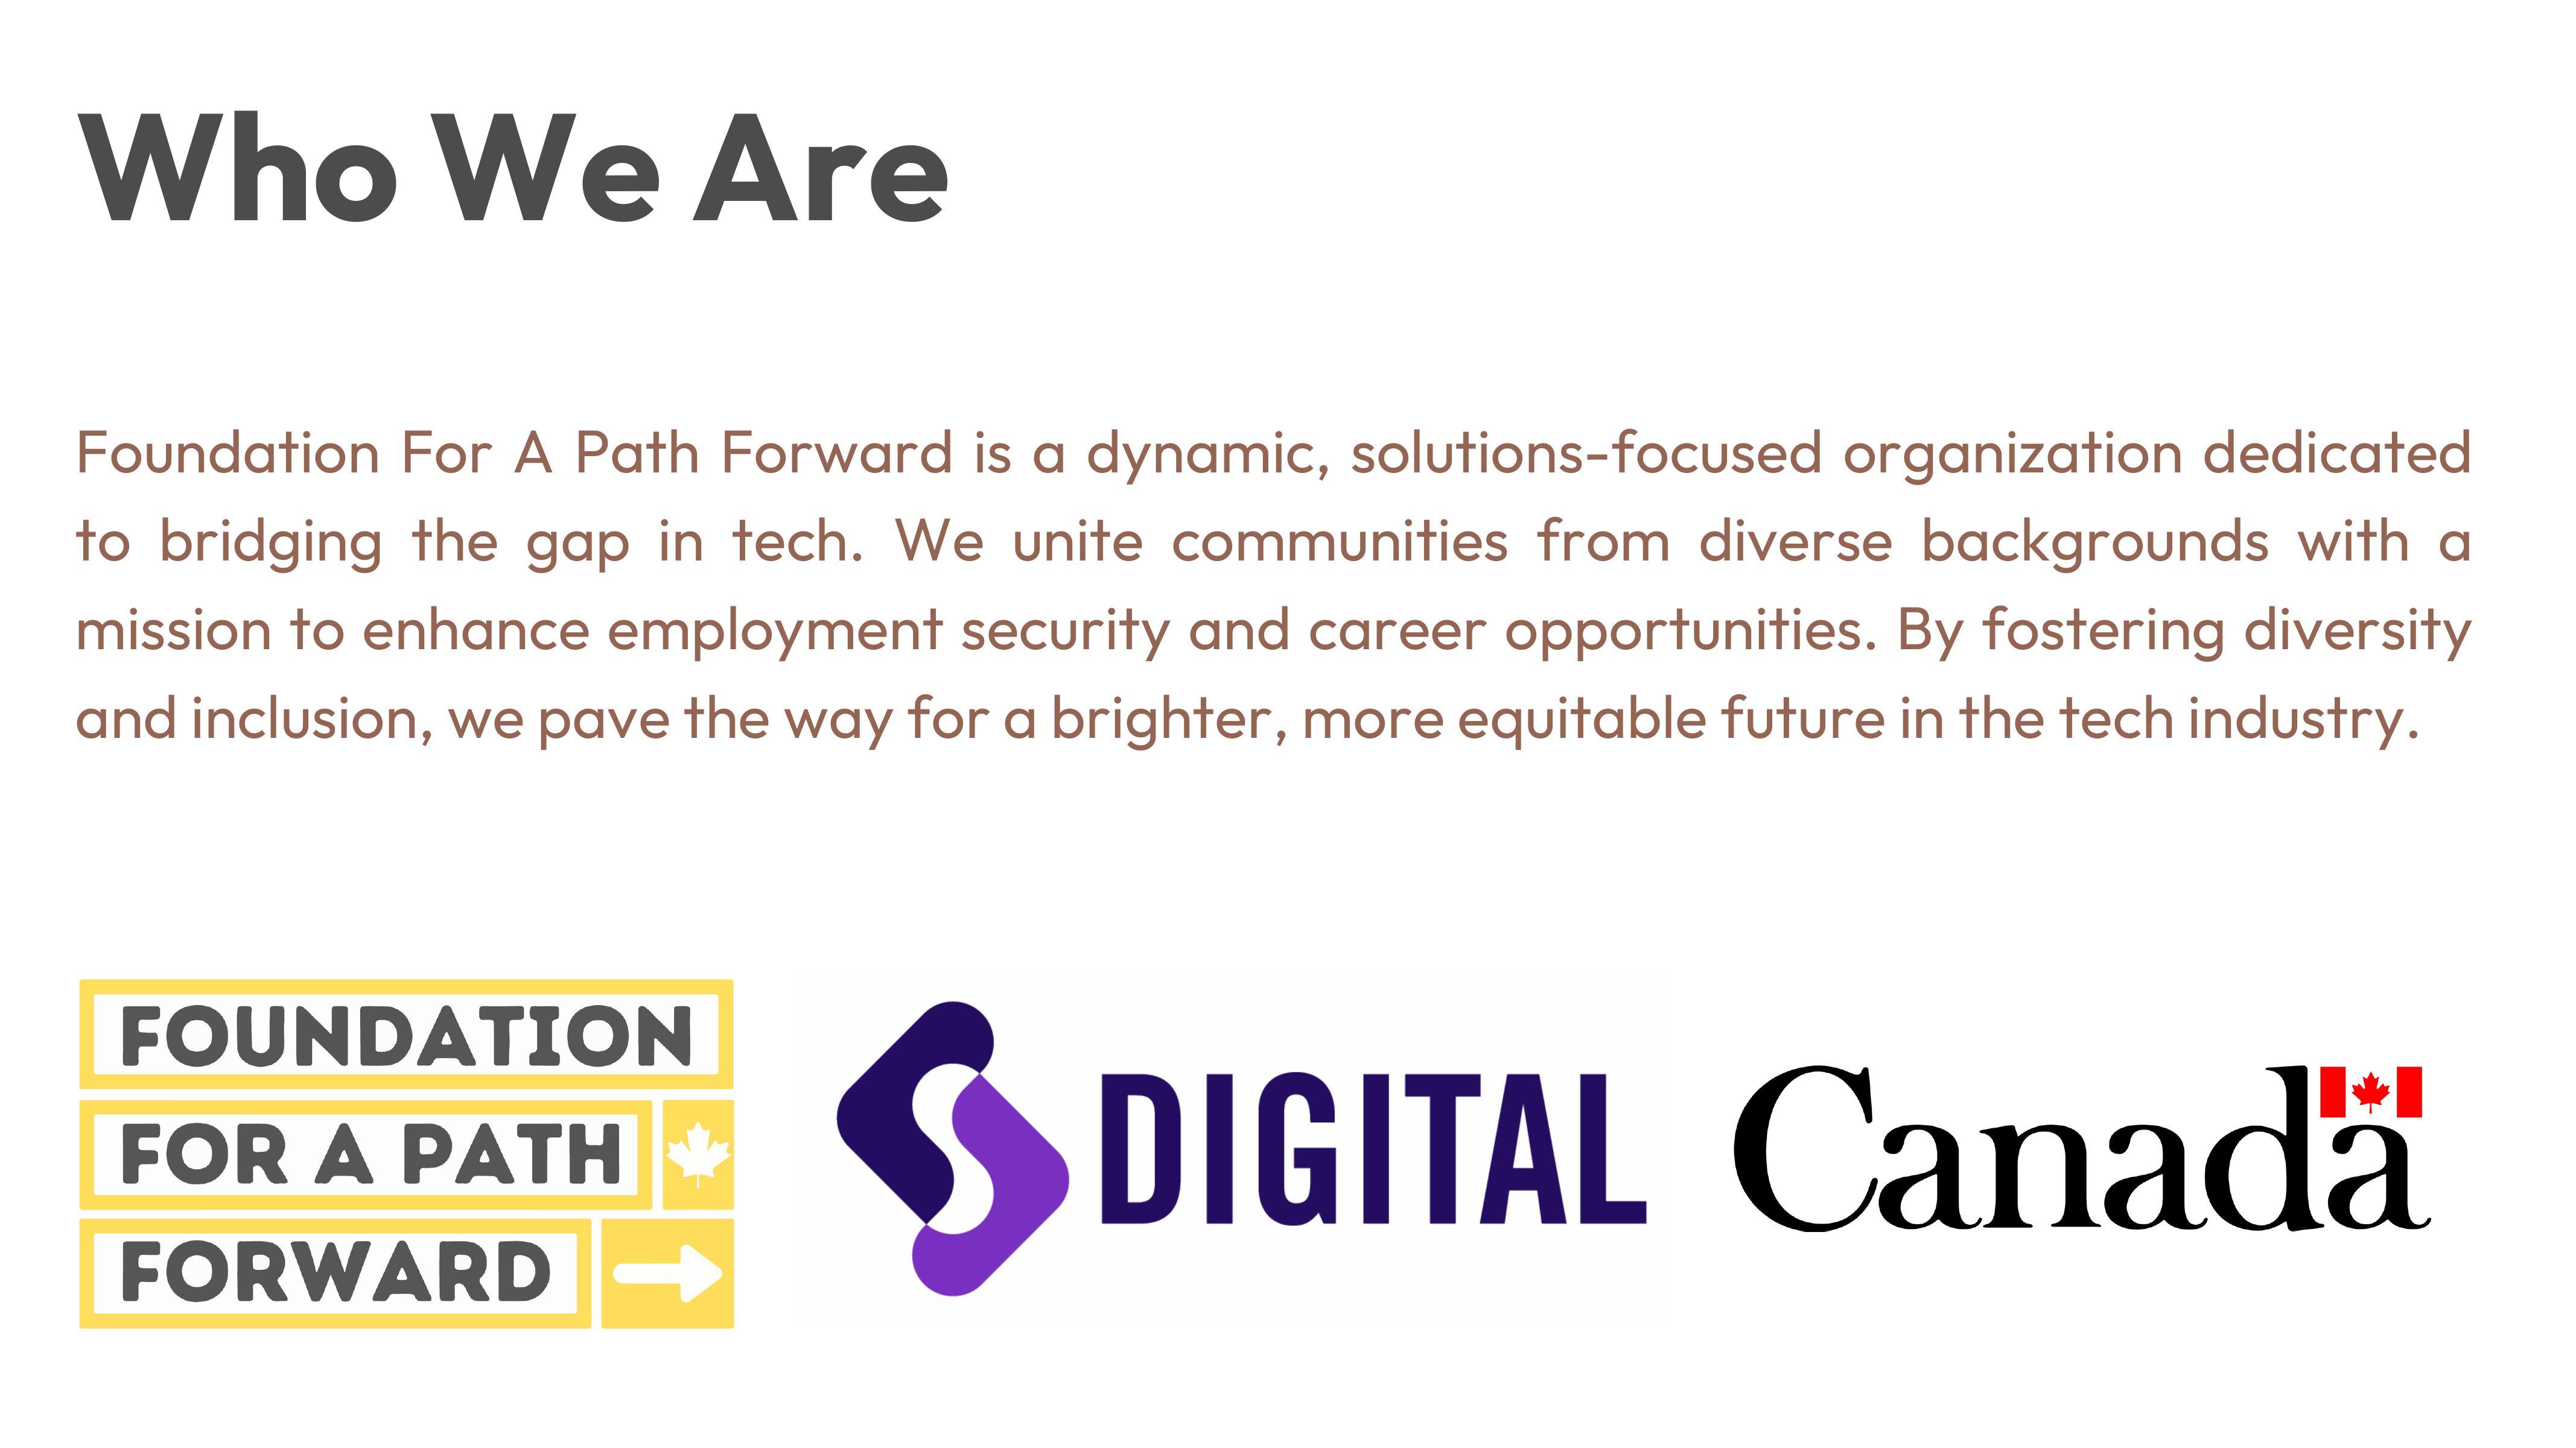 Who We Are
Foundation For A Path Forward is a dynamic, solutions-focused organization dedicated
to bridging the gap in tech. We unite communities from diverse backgrounds with a
mission to enhance employment security and career opportunities. By fostering diversity
and inclusion, we pave the way for a brighter, more equitable future in the tech industry.
FOUNDATION
FOR A PATH
FORWARD
DIGITAL
Canada